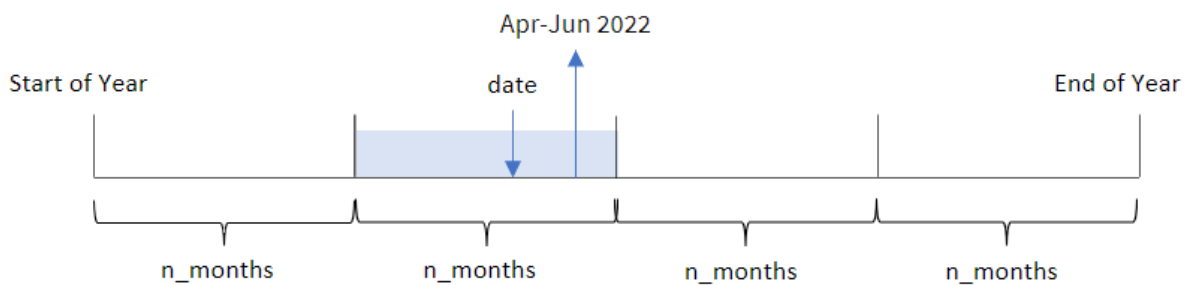 Apr-Jun 2022
Start of Year
date
End of Year
n_months
n_months
n_months
n_months